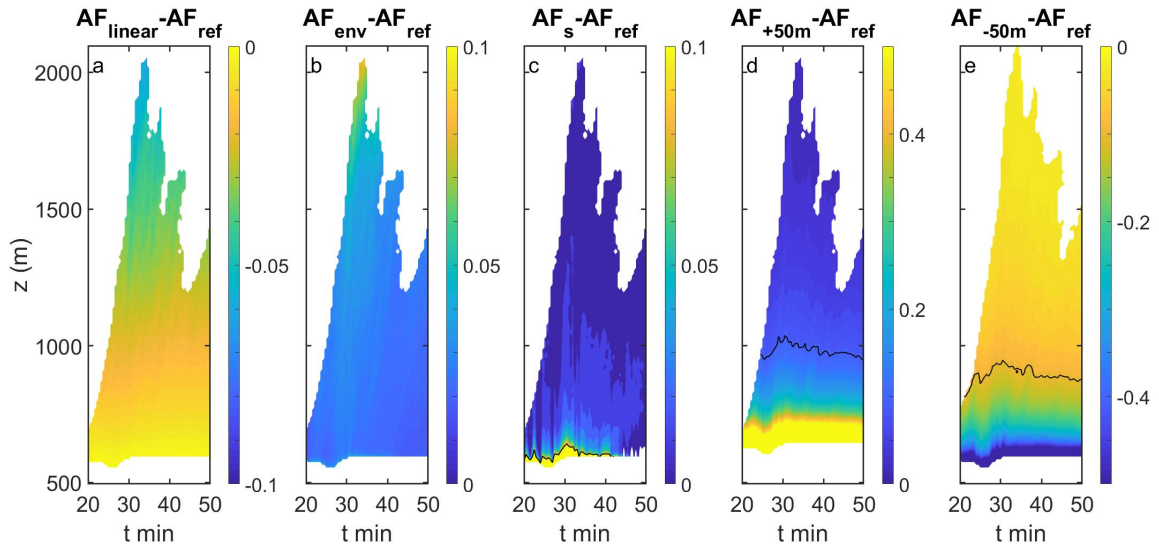 AFlinear-AFref
AFenv-AFref
AFs-AFref
AF+50m-AFref
AF-50m-AFref
a
b
c
d
e
z (m)
2000
1500
1000
500
20 30 40 50
t min
0
-0.05
-0.1
20 30 40 50
t min
0.1
0.05
0
20 30 40 50
t min
0.1
0.05
0
20 30 40 50
t min
0.4
0.2
0
20 30 40 50
t min
0
-0.2
-0.4